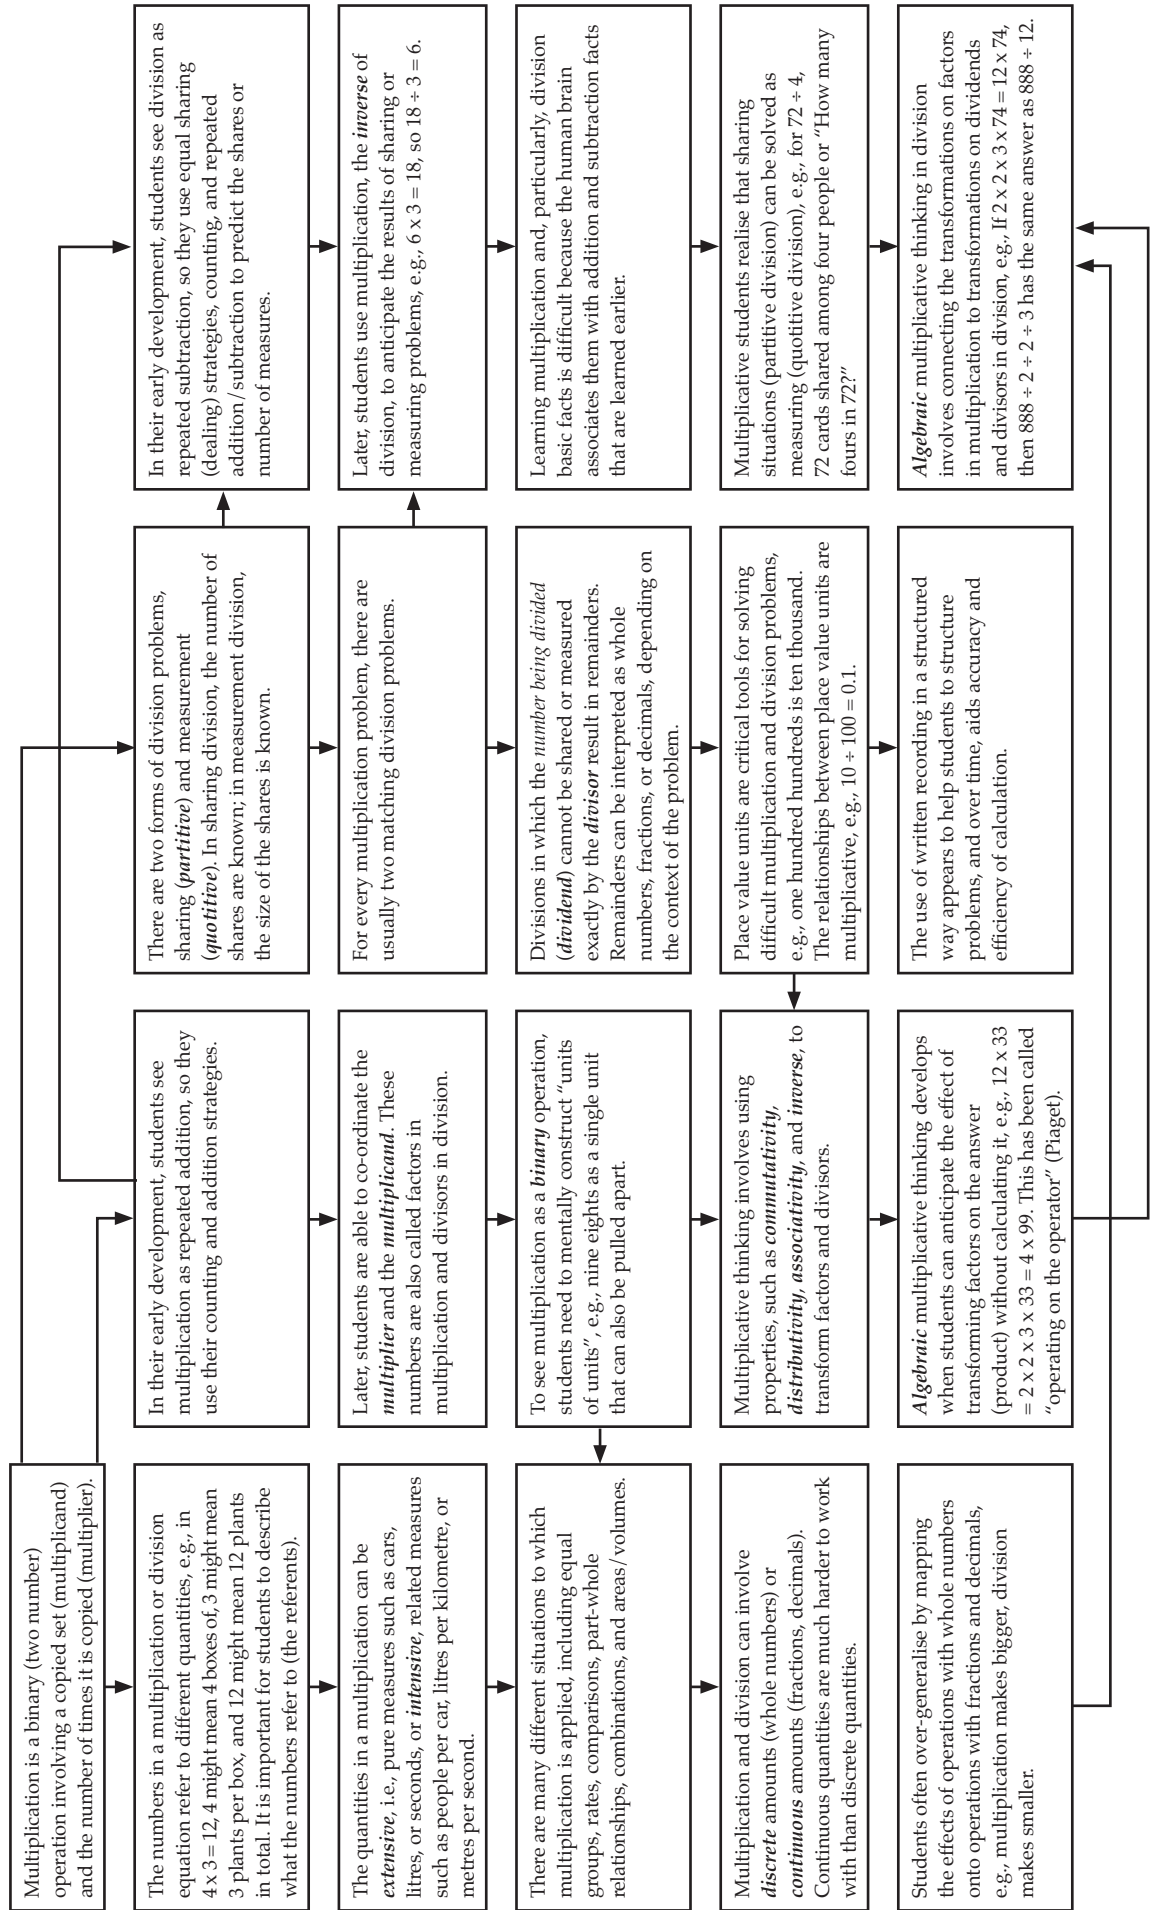 Multiplication is a binary (two number)
operation involving a copied set (multiplicand)
and the number of times it is copied (multiplier).
The numbers in a multiplication or division
equation refer to different quantities, e.g., in
4 x 3 = 12, 4 might mean 4 boxes of, 3 might mean
3 plants per box, and 12 might mean 12 plants
in total. It is important for students to describe
what the numbers refer to (the referents).
The quantities in a multiplication can be
extensive, i.e., pure measures such as cars,
litres, or seconds, or intensive, related measures
such as people per car, litres per kilometre, or
metres per second.
There are many different situations to which
multiplication is applied, including equal
groups, rates, comparisons, part-whole
relationships, combinations, and areas/volumes.
Multiplication and division can involve
discrete amounts (whole numbers) or
continuous amounts (fractions, decimals).
Continuous quantities are much harder to work
with than discrete quantities.
Students often over-generalise by mapping
the effects of operations with whole numbers
onto operations with fractions and decimals,
e.g., multiplication makes bigger, division
makes smaller.
In their early development, students see
multiplication as repeated addition, so they
use their counting and addition strategies.
Later, students are able to co-ordinate the
multiplier and the multiplicand. These
numbers are also called factors in
multiplication and divisors in division.
To see multiplication as a binary operation,
students need to mentally construct “units
of units”, e.g., nine eights as a single unit
that can also be pulled apart.
Multiplicative thinking involves using
properties, such as commutativity,
distributivity, associativity, and inverse, to
transform factors and divisors.
Algebraic multiplicative thinking develops
when students can anticipate the effect of
transforming factors on the answer
(product) without calculating it, e.g., 12 x 33
= 2 x 2 x 3 x 33 = 4 x 99. This has been called
“operating on the operator” (Piaget).
There are two forms of division problems,
sharing (partitive) and measurement
(quotitive). In sharing division, the number of
shares are known; in measurement division,
the size of the shares is known.
For every multiplication problem, there are
usually two matching division problems.
Divisions in which the number being divided
(dividend) cannot be shared or measured
exactly by the divisor result in remainders.
Remainders can be interpreted as whole
numbers, fractions, or decimals, depending on
the context of the problem.
Place value units are critical tools for solving
difficult multiplication and division problems,
e.g., one hundred hundreds is ten thousand.
The relationships between place value units are
multiplicative, e.g., 10 ÷ 100 = 0.1.
The use of written recording in a structured
way appears to help students to structure
problems, and over time, aids accuracy and
efficiency of calculation.
In their early development, students see division as
repeated subtraction, so they use equal sharing
(dealing) strategies, counting, and repeated
addition/subtraction to predict the shares or
number of measures.
Later, students use multiplication, the inverse of
division, to anticipate the results of sharing or
measuring problems, e.g., 6 x 3 = 18, so 18 ÷ 3 = 6.
Learning multiplication and, particularly, division
basic facts is difficult because the human brain
associates them with addition and subtraction facts
that are learned earlier.
Multiplicative students realise that sharing
situations (partitive division) can be solved as
measuring (quotitive division), e.g., for 72 ÷ 4,
72 cards shared among four people or “How many
fours in 72?”
Algebraic multiplicative thinking in division
involves connecting the transformations on factors
in multiplication to transformations on dividends
and divisors in division, e.g., If 2 x 2 x 3 x 74 = 12 x 74,
then 888 ÷ 2 ÷ 2 ÷ 3 has the same answer as 888 ÷ 12.